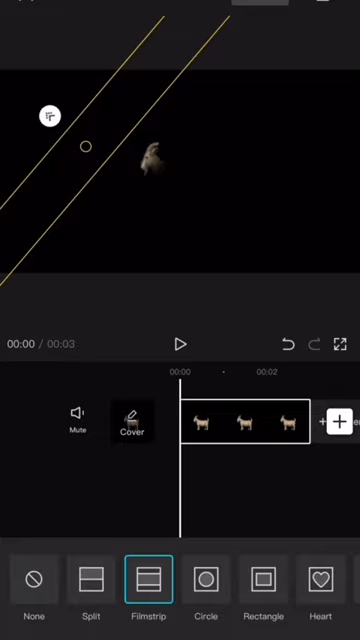 00:00 / 00:03
00:00
00:02
Mute
Cover
None
Split
Filmstrip
Circle
Rectangle
Heart